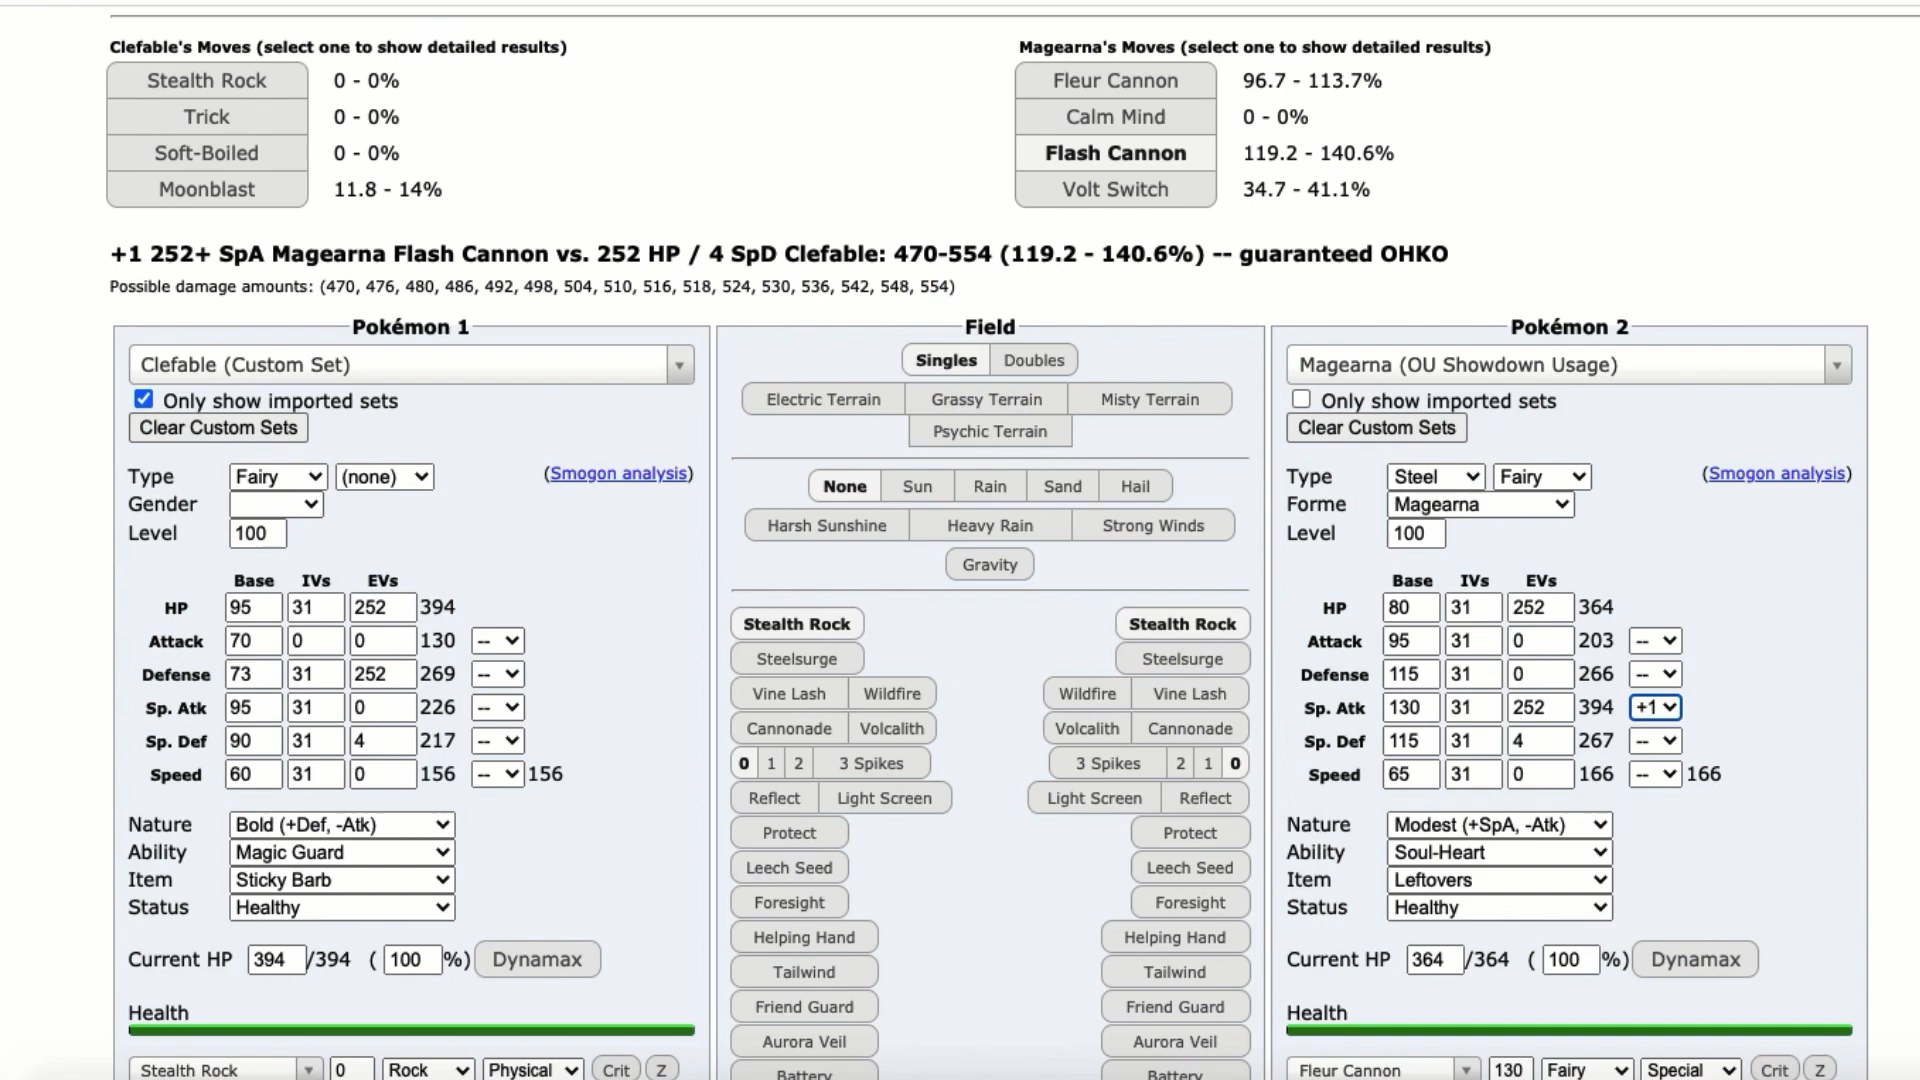 Clefable's Moves (select one to show detailed results)
Magearna's Moves (select one to show detailed results)
Stealth Rock 0 - 0%
Fleur Cannon 96.7 - 113.7%
Trick 0 - 0%
Calm Mind 0 - 0%
Soft-Boiled 0 - 0%
Flash Cannon 119.2 - 140.6%
Moonblast 11.8 - 14%
Volt Switch 34.7 - 41.1%
+1 252+ SpA Magearna Flash Cannon vs. 252 HP / 4 SpD Clefable: 470-554 (119.2 - 140.6%) -- guaranteed OHKO
Possible damage amounts: (470, 476, 480, 486, 492, 498, 504, 510, 516, 518, 524, 530, 536, 542, 548, 554)
Pokémon 1
Clefable (Custom Set)
Only show imported sets
Clear Custom Sets
Type Fairy (none) (Smogon analysis)
Gender
Level 100
Base IVs EVs
HP 95 31 252 394
Attack 70 0 0 130 --
Defense 73 31 252 269 --
Sp. Atk 95 31 0 226 --
Sp. Def 90 31 4 217 --
Speed 60 31 0 156 -- 156
Nature Bold (+Def, -Atk)
Ability Magic Guard
Item Sticky Barb
Status Healthy
Current HP 394 /394 ( 100 %) Dynamax
Health
Stealth Rock 0 Rock Physical Crit Z
Field
Singles Doubles
Electric Terrain Grassy Terrain Misty Terrain
Psychic Terrain
None Sun Rain Sand Hail
Harsh Sunshine Heavy Rain Strong Winds
Gravity
Stealth Rock Stealth Rock
Steelsurge Steelsurge
Vine Lash Wildfire Wildfire Vine Lash
Cannonade Volcalith Volcalith Cannonade
0 1 2 3 Spikes 3 Spikes 2 1 0
Reflect Light Screen Light Screen Reflect
Protect Protect
Leech Seed Leech Seed
Foresight Foresight
Helping Hand Helping Hand
Tailwind Tailwind
Friend Guard Friend Guard
Aurora Veil Aurora Veil
Battery Battery
Pokémon 2
Magearna (OU Showdown Usage)
Only show imported sets
Clear Custom Sets
Type Steel Fairy (Smogon analysis)
Forme Magearna
Level 100
Base IVs EVs
HP 80 31 252 364
Attack 95 31 0 203 --
Defense 115 31 0 266 --
Sp. Atk 130 31 252 394 +1
Sp. Def 115 31 4 267 --
Speed 65 31 0 166 -- 166
Nature Modest (+SpA, -Atk)
Ability Soul-Heart
Item Leftovers
Status Healthy
Current HP 364 /364 ( 100 %) Dynamax
Health
Fleur Cannon 130 Fairy Special Crit Z